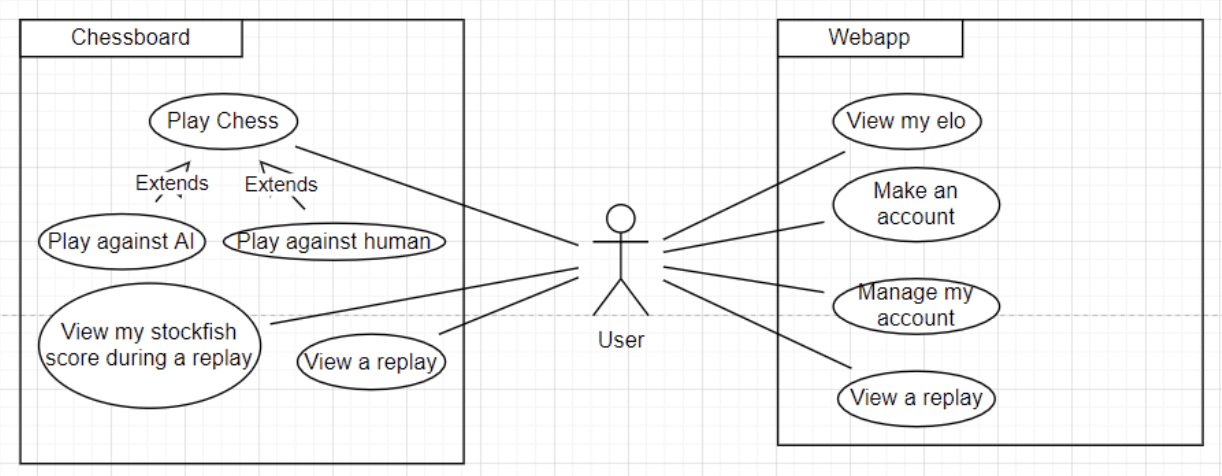 Chessboard
Play Chess
Extends
Extends
Play against AI
Play against human
View my stockfish
score during a replay
View a replay
User
Webapp
View my elo
Make an
account
Manage my
account
View a replay